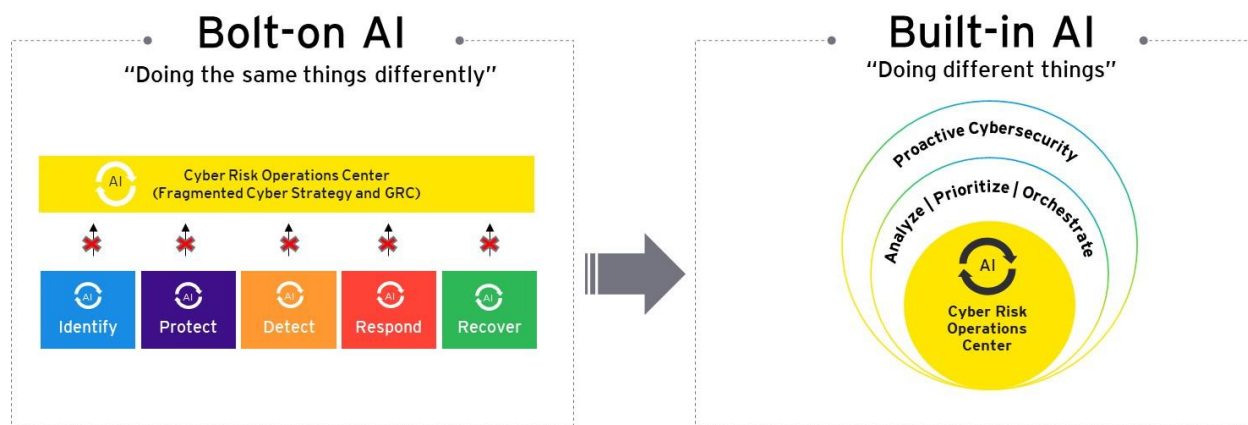 Bolt-on AI
“Doing the same things differently”
AI
Cyber Risk Operations Center
(Fragmented Cyber Strategy and GRC)
AI
Identify
AI
Protect
AI
Detect
AI
Respond
AI
Recover
Built-in AI
“Doing different things”
Proactive Cybersecurity
Analyze | Prioritize | Orchestrate
AI
Cyber Risk
Operations
Center